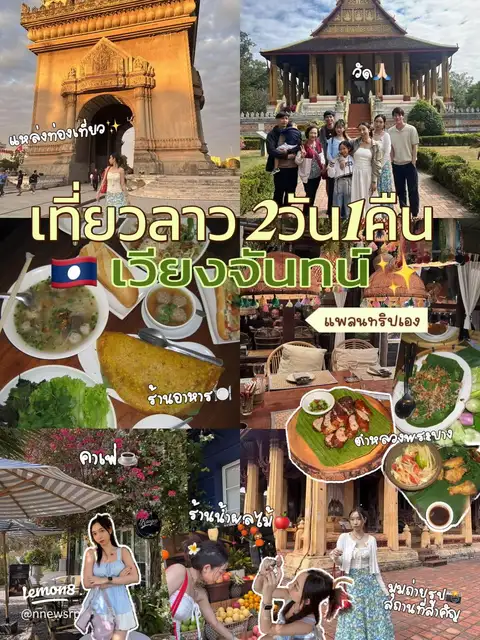 แหล่งท่องเที่ยว✨
วัด🙏
เที่ยวลาว 2วัน1คืน
🇱🇦 เวียงจันทน์ ✨
แพลนทริปเอง
ร้านอาหาร🍽️
ตำหลวงพระบาง
คาเฟ่☕
ร้านน้ำผลไม้
มุมถ่ายรูป📸
สถานที่สำคัญ
lemon8